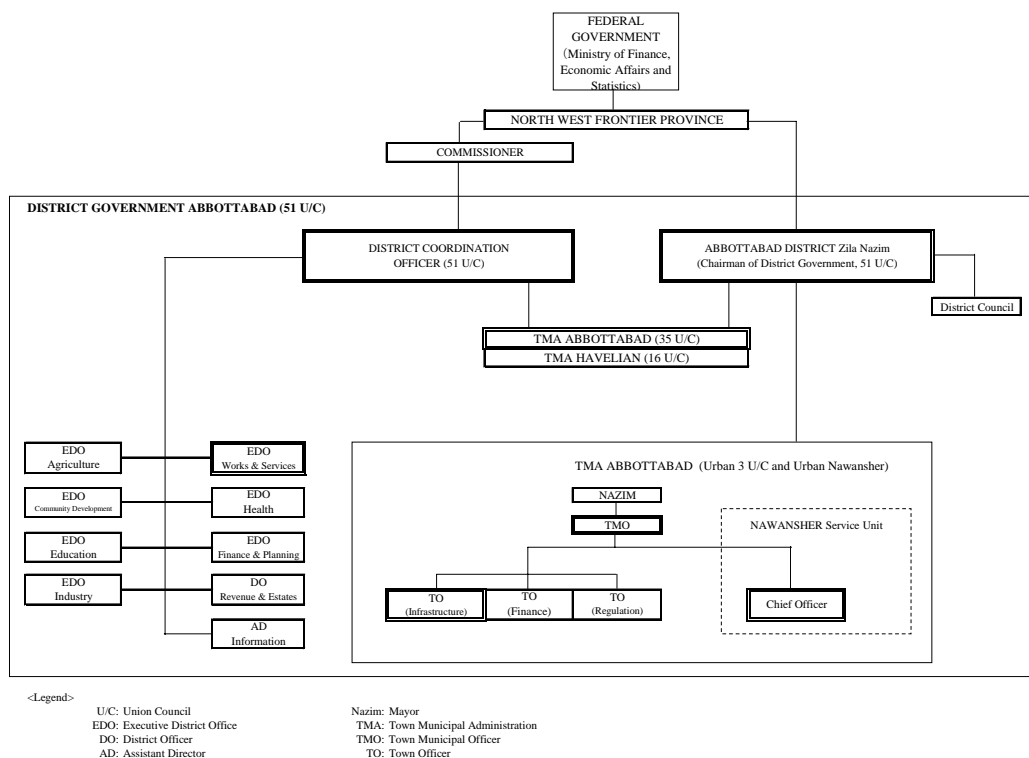 FEDERAL
GOVERNMENT
(Ministry of Finance,
Economic Affairs and
Statistics)
NORTH WEST FRONTIER PROVINCE
COMMISSIONER
DISTRICT GOVERNMENT ABBOTTABAD (51 U/C)
DISTRICT COORDINATION
OFFICER (51 U/C)
ABBOTTABAD DISTRICT Zila Nazim
(Chairman of District Government, 51 U/C)
District Council
TMA ABBOTTABAD (35 U/C)
TMA HAVELIAN (16 U/C)
EDO
Agriculture
EDO
Works & Services
EDO
Community Development
EDO
Health
EDO
Education
EDO
Finance & Planning
EDO
Industry
DO
Revenue & Estates
AD
Information
TMA ABBOTTABAD (Urban 3 U/C and Urban Nawansher)
NAZIM
TMO
NAWANSHER Service Unit
TO
(Infrastructure)
TO
(Finance)
TO
(Regulation)
Chief Officer
<Legend>
U/C: Union Council
EDO: Executive District Office
DO: District Officer
AD: Assistant Director
Nazim: Mayor
TMA: Town Municipal Administration
TMO: Town Municipal Officer
TO: Town Officer